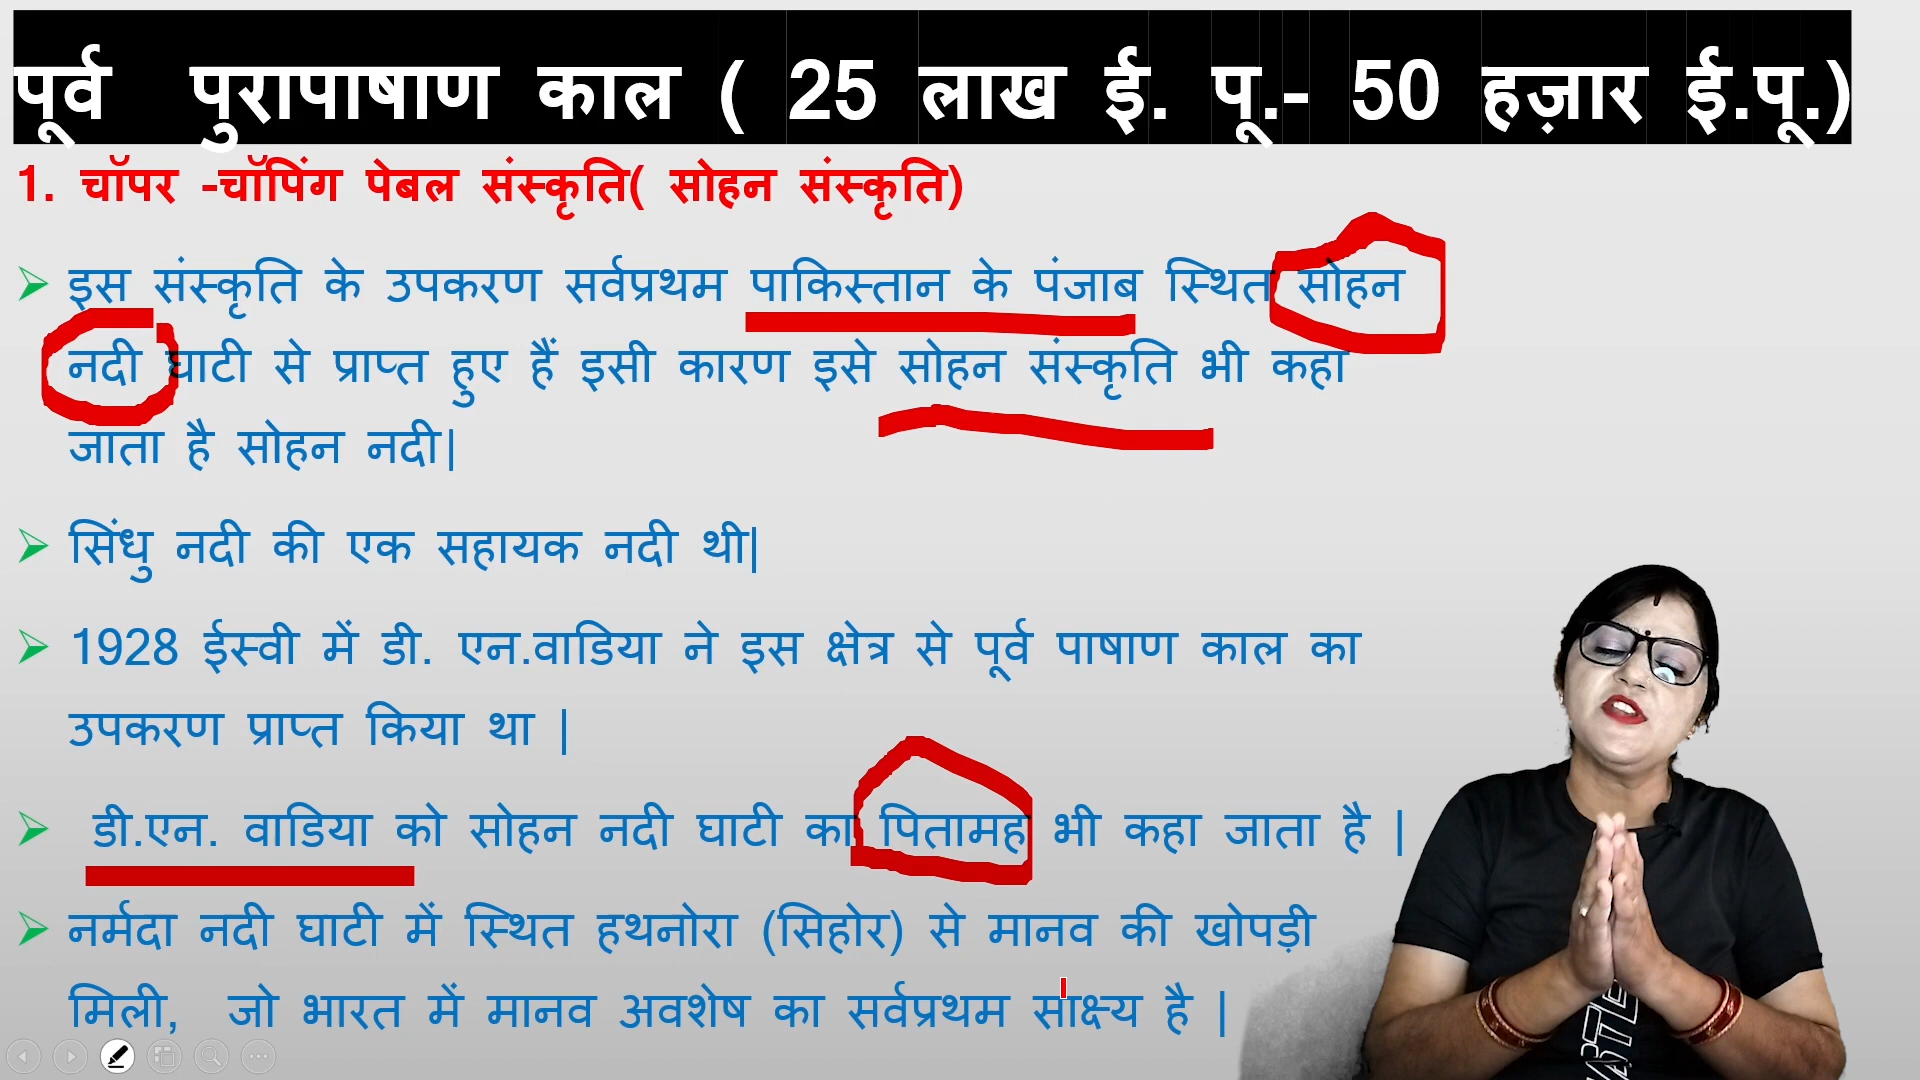 पूर्व पुरापाषाण काल ( 25 लाख ई. पू.- 50 हज़ार ई.पू.)
1. चॉपर -चॉपिंग पेबल संस्कृति( सोहन संस्कृति)
इस संस्कृति के उपकरण सर्वप्रथम पाकिस्तान के पंजाब स्थित सोहन
नदी घाटी से प्राप्त हुए हैं इसी कारण इसे सोहन संस्कृति भी कहा
जाता है सोहन नदी|
सिंधु नदी की एक सहायक नदी थी|
1928 ईस्वी में डी. एन.वाडिया ने इस क्षेत्र से पूर्व पाषाण काल का
उपकरण प्राप्त किया था |
डी.एन. वाडिया को सोहन नदी घाटी का पितामह भी कहा जाता है |
नर्मदा नदी घाटी में स्थित हथनोरा (सिहोर) से मानव की खोपड़ी
मिली, जो भारत में मानव अवशेष का सर्वप्रथम साक्ष्य है |